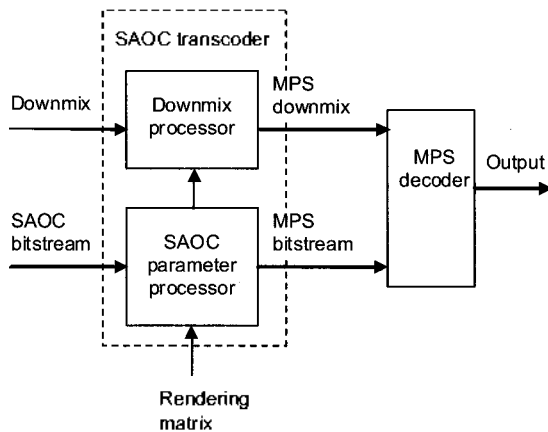 SAOC transcoder
Downmix
Downmix
processor
MPS
downmix
MPS
decoder
Output
SAOC
bitstream
SAOC
parameter
processor
MPS
bitstream
Rendering
matrix